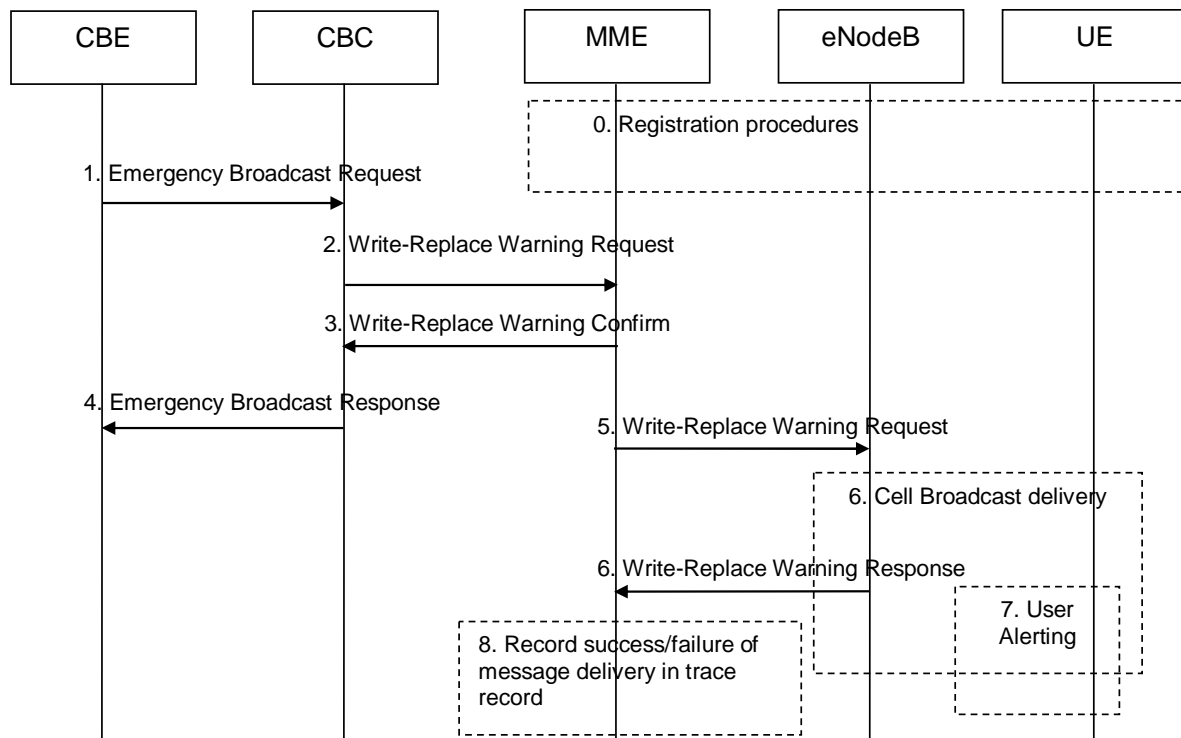 CBE
CBC
MME
eNodeB
UE
0. Registration procedures
1. Emergency Broadcast Request
2. Write-Replace Warning Request
3. Write-Replace Warning Confirm
4. Emergency Broadcast Response
5. Write-Replace Warning Request
6. Cell Broadcast delivery
6. Write-Replace Warning Response
7. User
Alerting
8. Record success/failure of
message delivery in trace
record